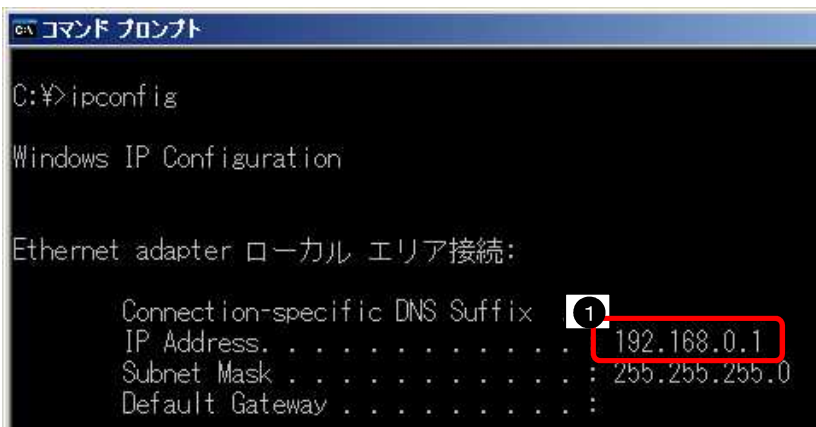 コマンド プロンプト
C:¥>ipconfig
Windows IP Configuration
Ethernet adapter ローカル エリア接続:
Connection-specific DNS Suffix
1
IP Address. . . . . . . . . . . . 192.168.0.1
Subnet Mask . . . . . . . . . . . : 255.255.255.0
Default Gateway . . . . . . . . . :